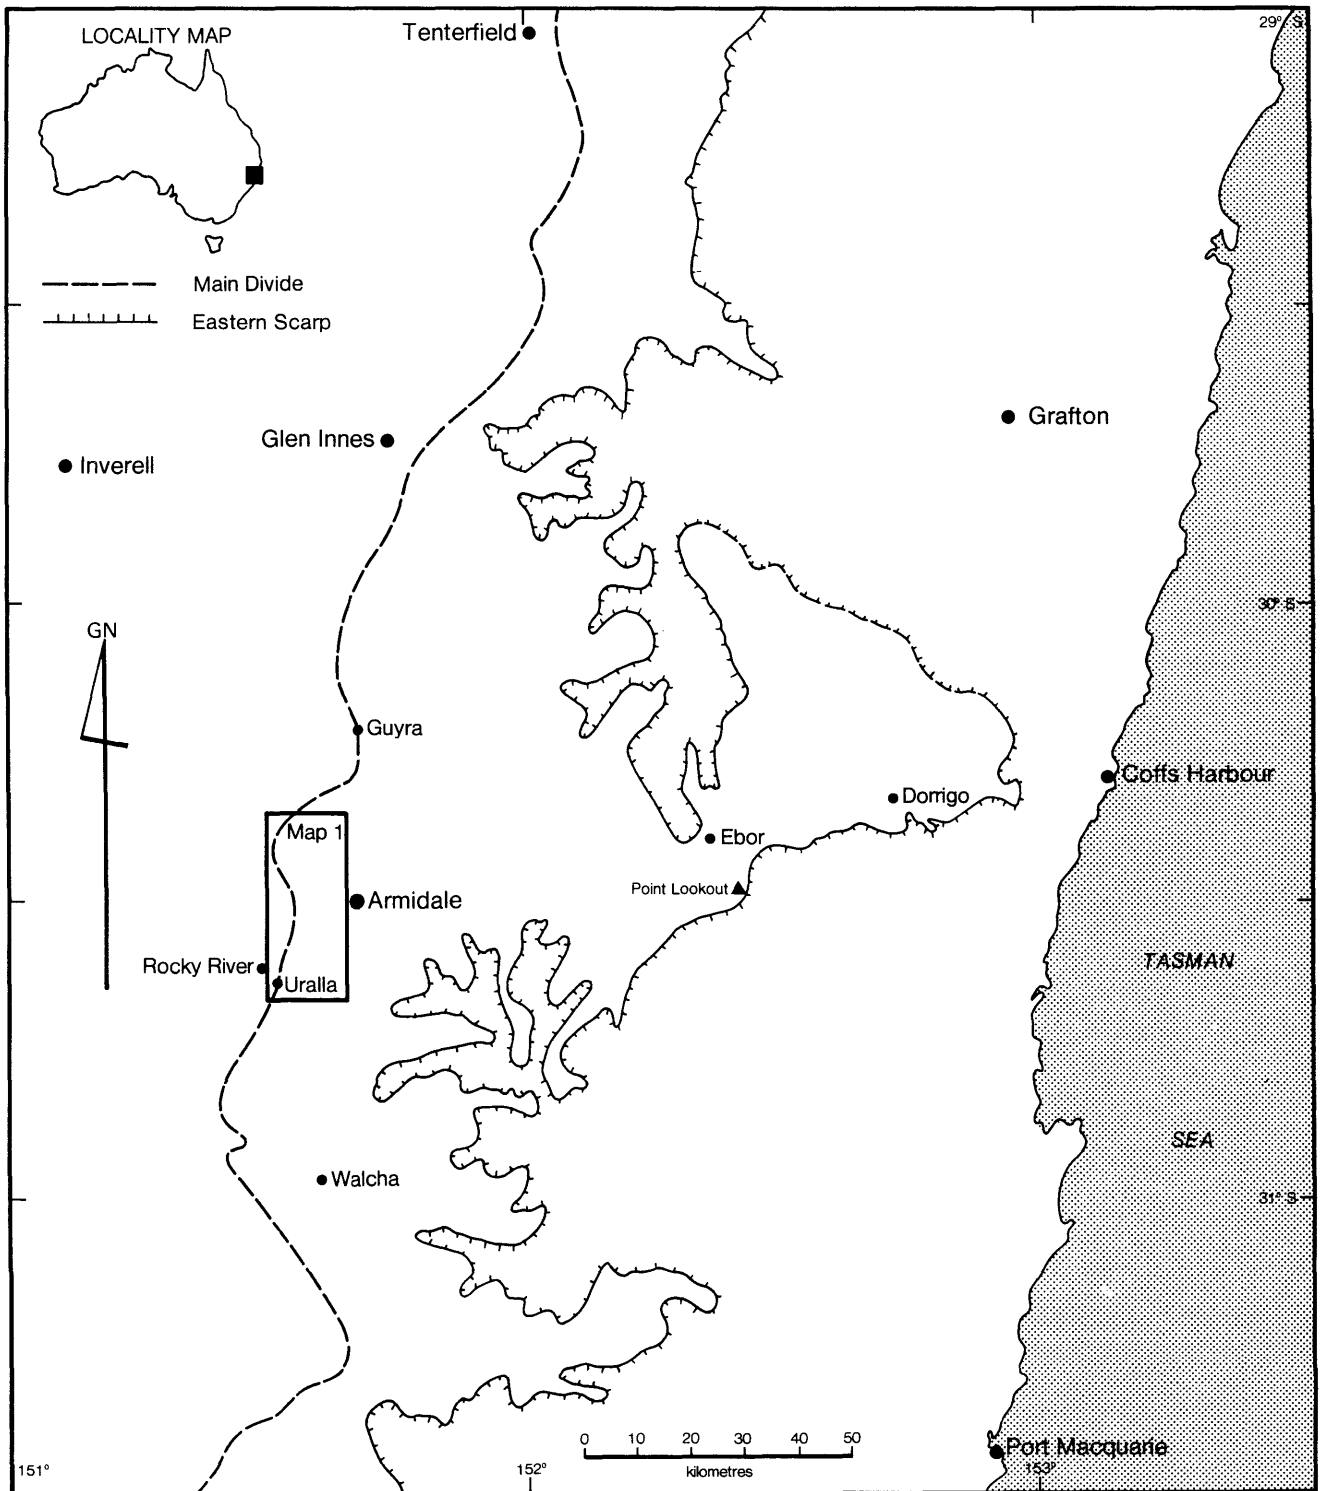 LOCALITY MAP
Tenterfield
29° S
Main Divide
Eastern Scarp
Grafton
Glen Innes
Inverell
30° S
GN
Guyra
Coffs Harbour
Dorrigo
Map 1
Ebor
Point Lookout
Armidale
TASMAN
Rocky River
Uralla
SEA
Walcha
31° S
0 10 20 30 40 50
kilometres
Port Macquarie
151°
152°
153°